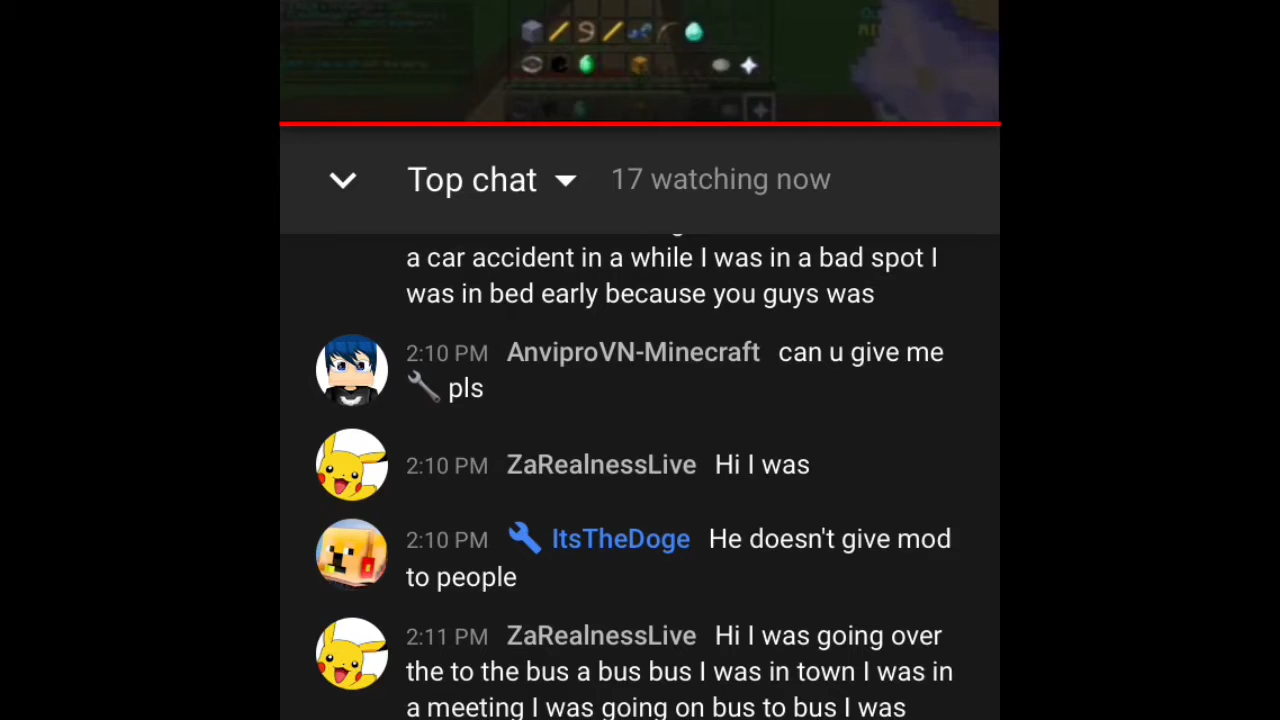 Top chat 17 watching now
a car accident in a while I was in a bad spot I
was in bed early because you guys was
2:10 PM AnviproVN-Minecraft can u give me
🔧 pls
2:10 PM ZaRealnessLive Hi I was
2:10 PM ItsTheDoge He doesn't give mod
to people
2:11 PM ZaRealnessLive Hi I was going over
the to the bus a bus bus I was in town I was in
a meeting I was going on bus to bus I was